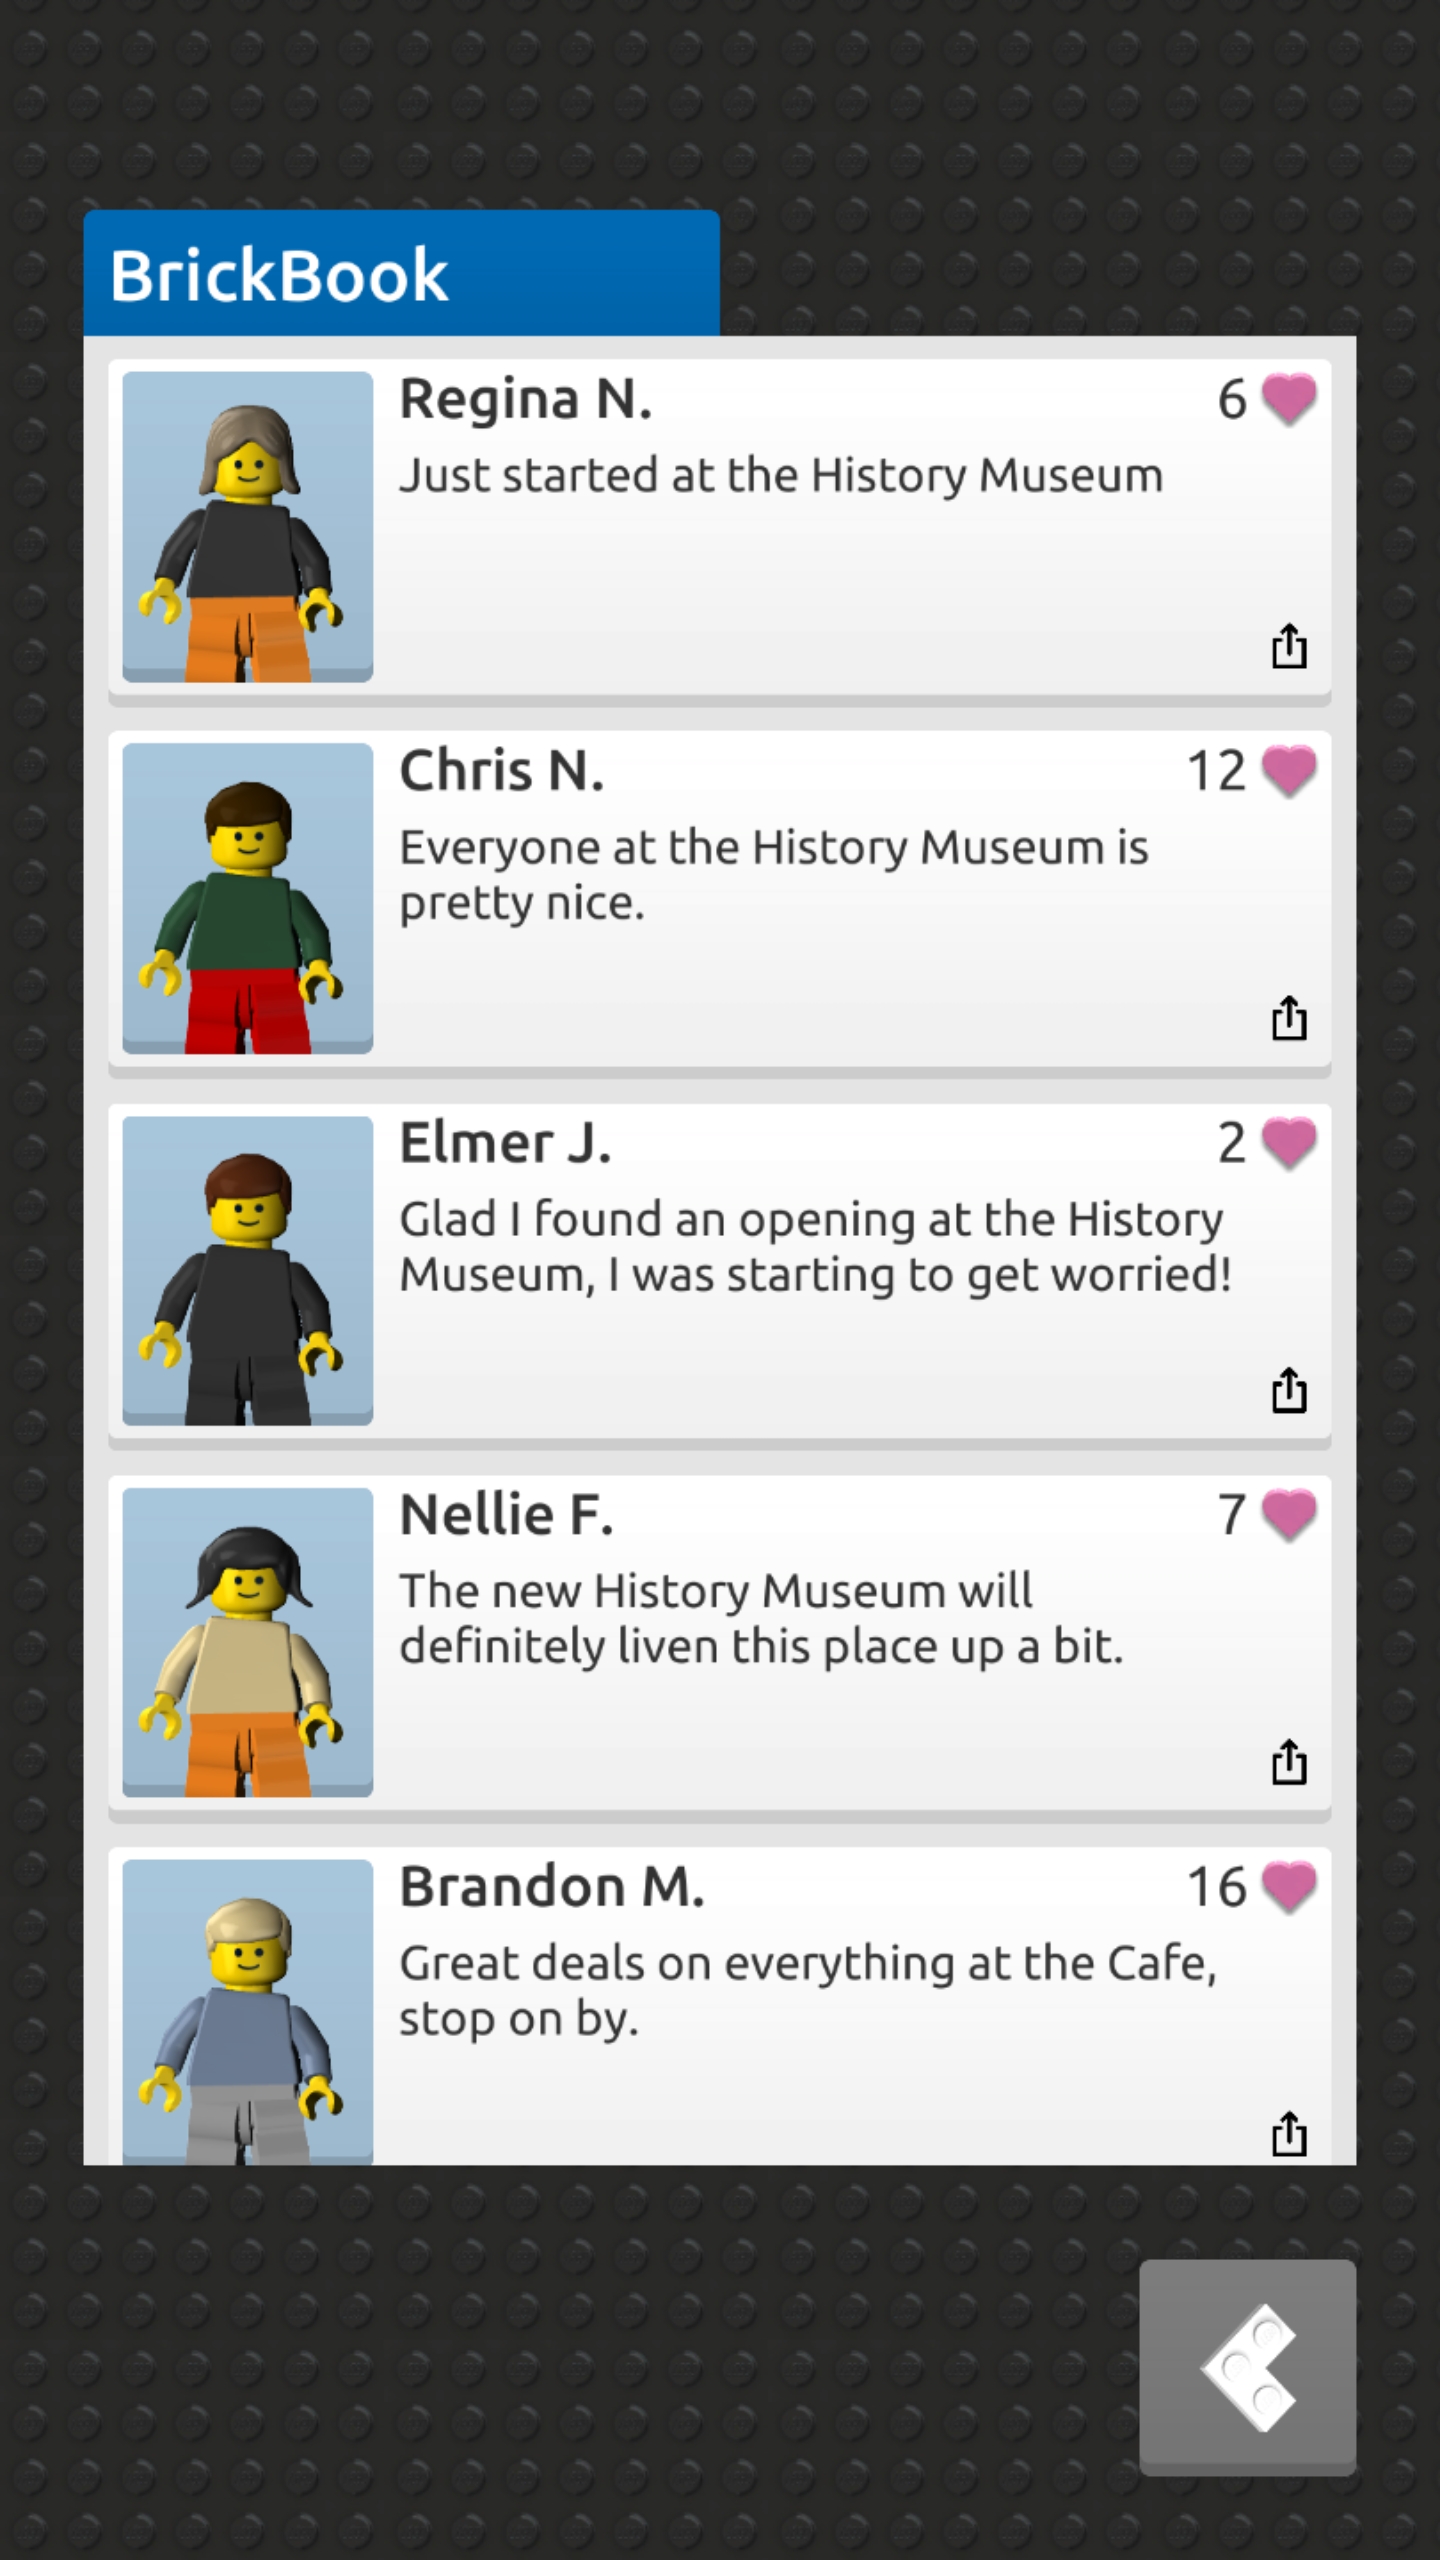 BrickBook
Regina N.
6
Just started at the History Museum
Chris N.
12
Everyone at the History Museum is
pretty nice.
Elmer J.
2
Glad I found an opening at the History
Museum, I was starting to get worried!
Nellie F.
7
The new History Museum will
definitely liven this place up a bit.
Brandon M.
16
Great deals on everything at the Cafe,
stop on by.